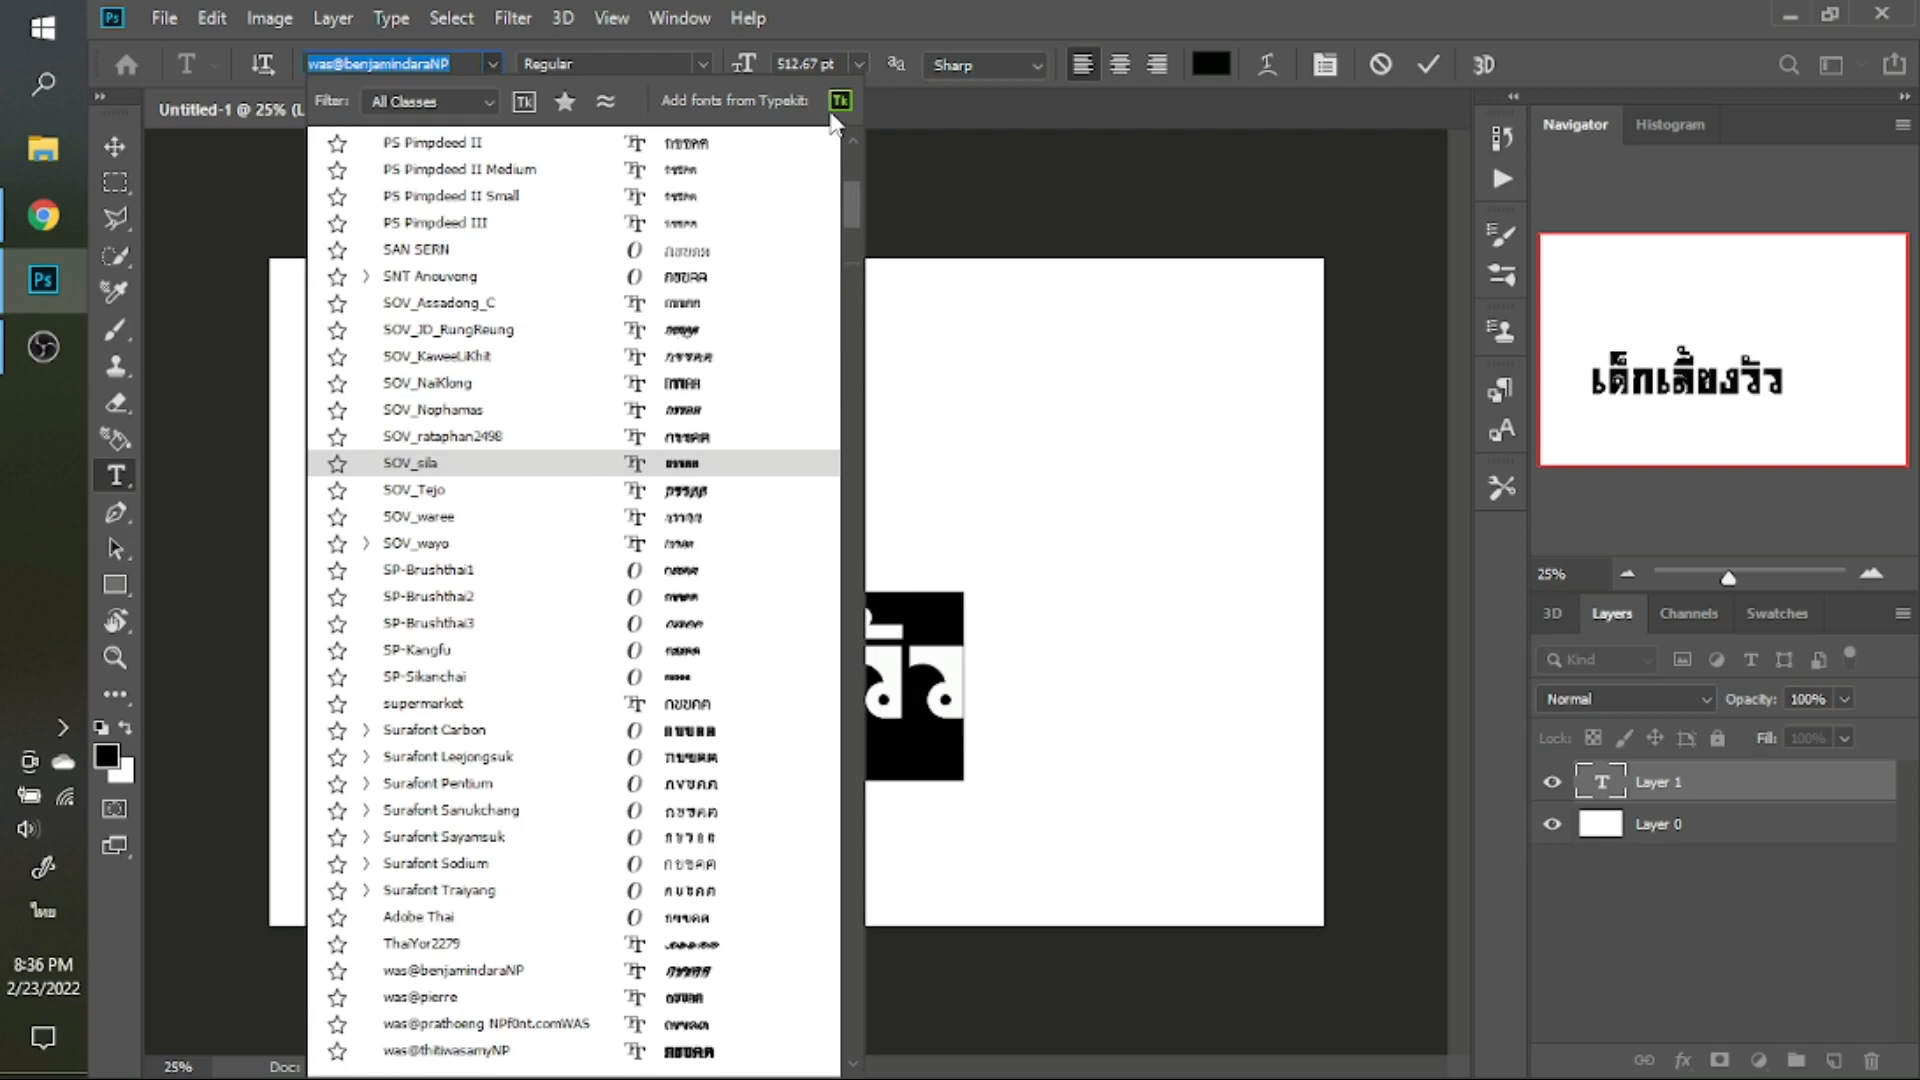 File Edit Image Layer Type Select Filter 3D View Window Help
was@benjamindaraNP Regular 512.67 pt Sharp 3D
Filter: All Classes Add fonts from Typekit: Tk
Untitled-1 @ 25% (L
PS Pimpdeed II
PS Pimpdeed II Medium
PS Pimpdeed II Small
PS Pimpdeed III
SAN SERN
SNT Anouvong
SOV_Assadong_C
SOV_JD_RungReung
SOV_KaweeLiKhit
SOV_NaiKlong
SOV_Nophamas
SOV_rataphan2498
SOV_sila
SOV_Tejo
SOV_waree
SOV_wayo
SP-Brushthai1
SP-Brushthai2
SP-Brushthai3
SP-Kangfu
SP-Sikanchai
supermarket
Surafont Carbon
Surafont Leejongsuk
Surafont Pentium
Surafont Sanukchang
Surafont Sayamsuk
Surafont Sodium
Surafont Traiyang
Adobe Thai
ThaiYor2279
was@benjamindaraNP
was@pierre
was@prathoeng NPf0nt.comWAS
was@thitiwasamyNP
25% Doc:
Navigator Histogram
เด็กเลี้ยงวัว
25%
3D Layers Channels Swatches
Kind
Normal Opacity: 100%
Lock: Fill: 100%
Layer 1
Layer 0
ไทย
8:36 PM
2/23/2022